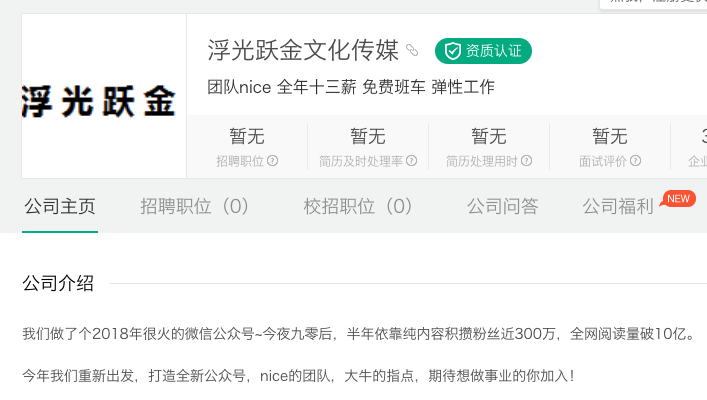 浮光跃金
浮光跃金文化传媒
资质认证
团队nice 全年十三薪 免费班车 弹性工作
暂无 暂无 暂无 暂无
招聘职位 简历及时处理率 简历处理用时 面试评价
公司主页 招聘职位（0） 校招职位（0） 公司问答 公司福利 NEW
公司介绍
我们做了个2018年很火的微信公众号~今夜九零后，半年依靠纯内容积攒粉丝近300万，全网阅读量破10亿。
今年我们重新出发，打造全新公众号，nice的团队，大牛的指点，期待想做事业的你加入！